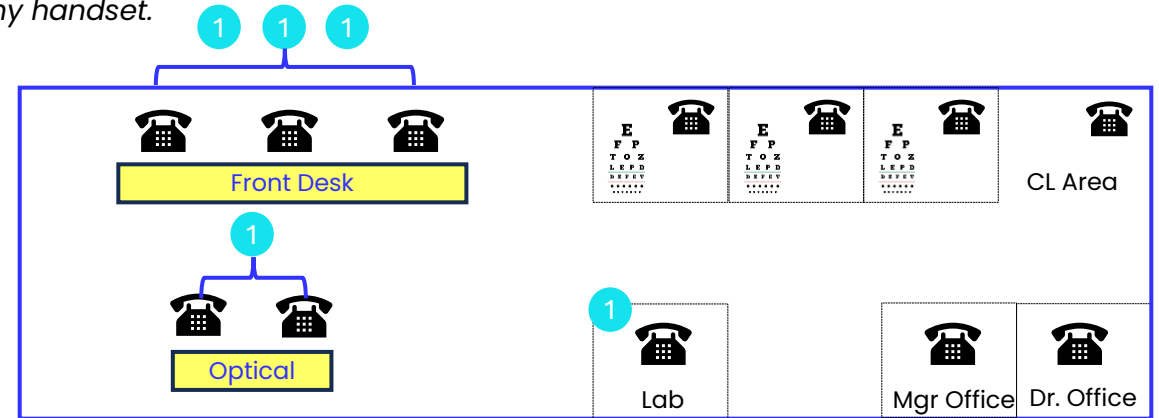 ny handset.
1 1 1
Front Desk
E
F P
T O Z
L E P D
E
F P
T O Z
L E P D
E
F P
T O Z
L E P D
CL Area
1
Optical
1
Lab
Mgr Office
Dr. Office